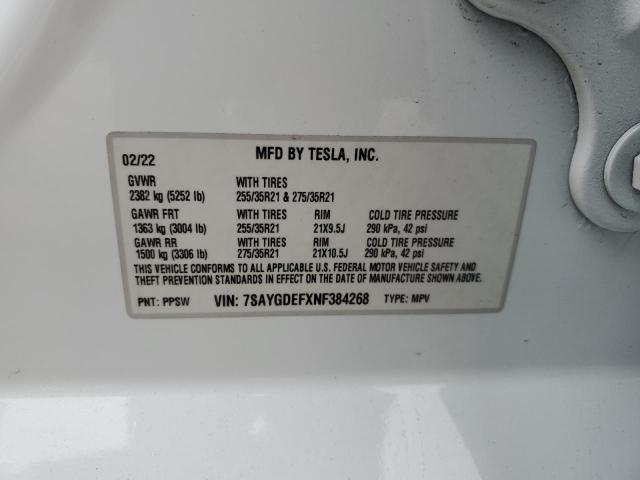 02/22 MFD BY TESLA, INC.
GVWR WITH TIRES
2382 kg (5252 lb) 255/35R21 & 275/35R21
GAWR FRT WITH TIRES RIM COLD TIRE PRESSURE
1363 kg (3004 lb) 255/35R21 21X9.5J 290 kPa, 42 psi
GAWR RR WITH TIRES RIM COLD TIRE PRESSURE
1500 kg (3306 lb) 275/35R21 21X10.5J 290 kPa, 42 psi
THIS VEHICLE CONFORMS TO ALL APPLICABLE U.S. FEDERAL MOTOR VEHICLE SAFETY AND
THEFT PREVENTION STANDARDS IN EFFECT ON THE DATE OF MANUFACTURE SHOWN ABOVE.
PNT: PPSW VIN: 7SAYGDEFXNF384268 TYPE: MPV